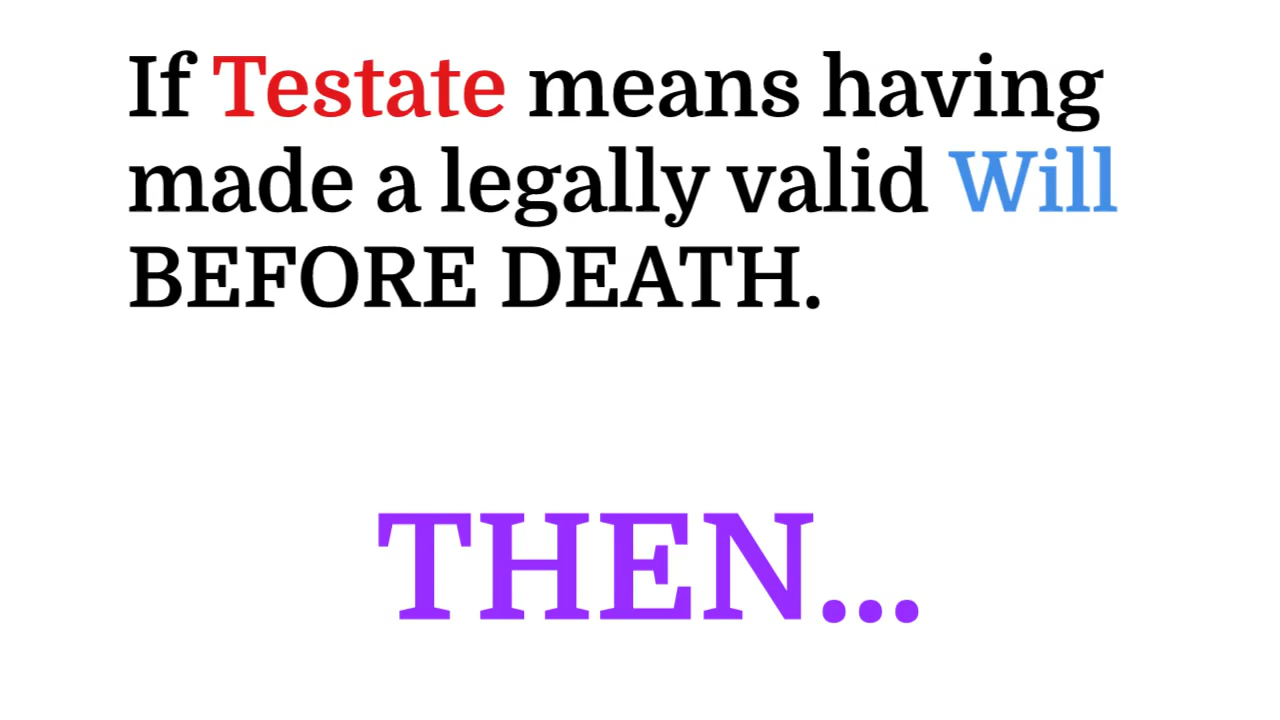 If Testate means having
made a legally valid Will
BEFORE DEATH.
THEN...